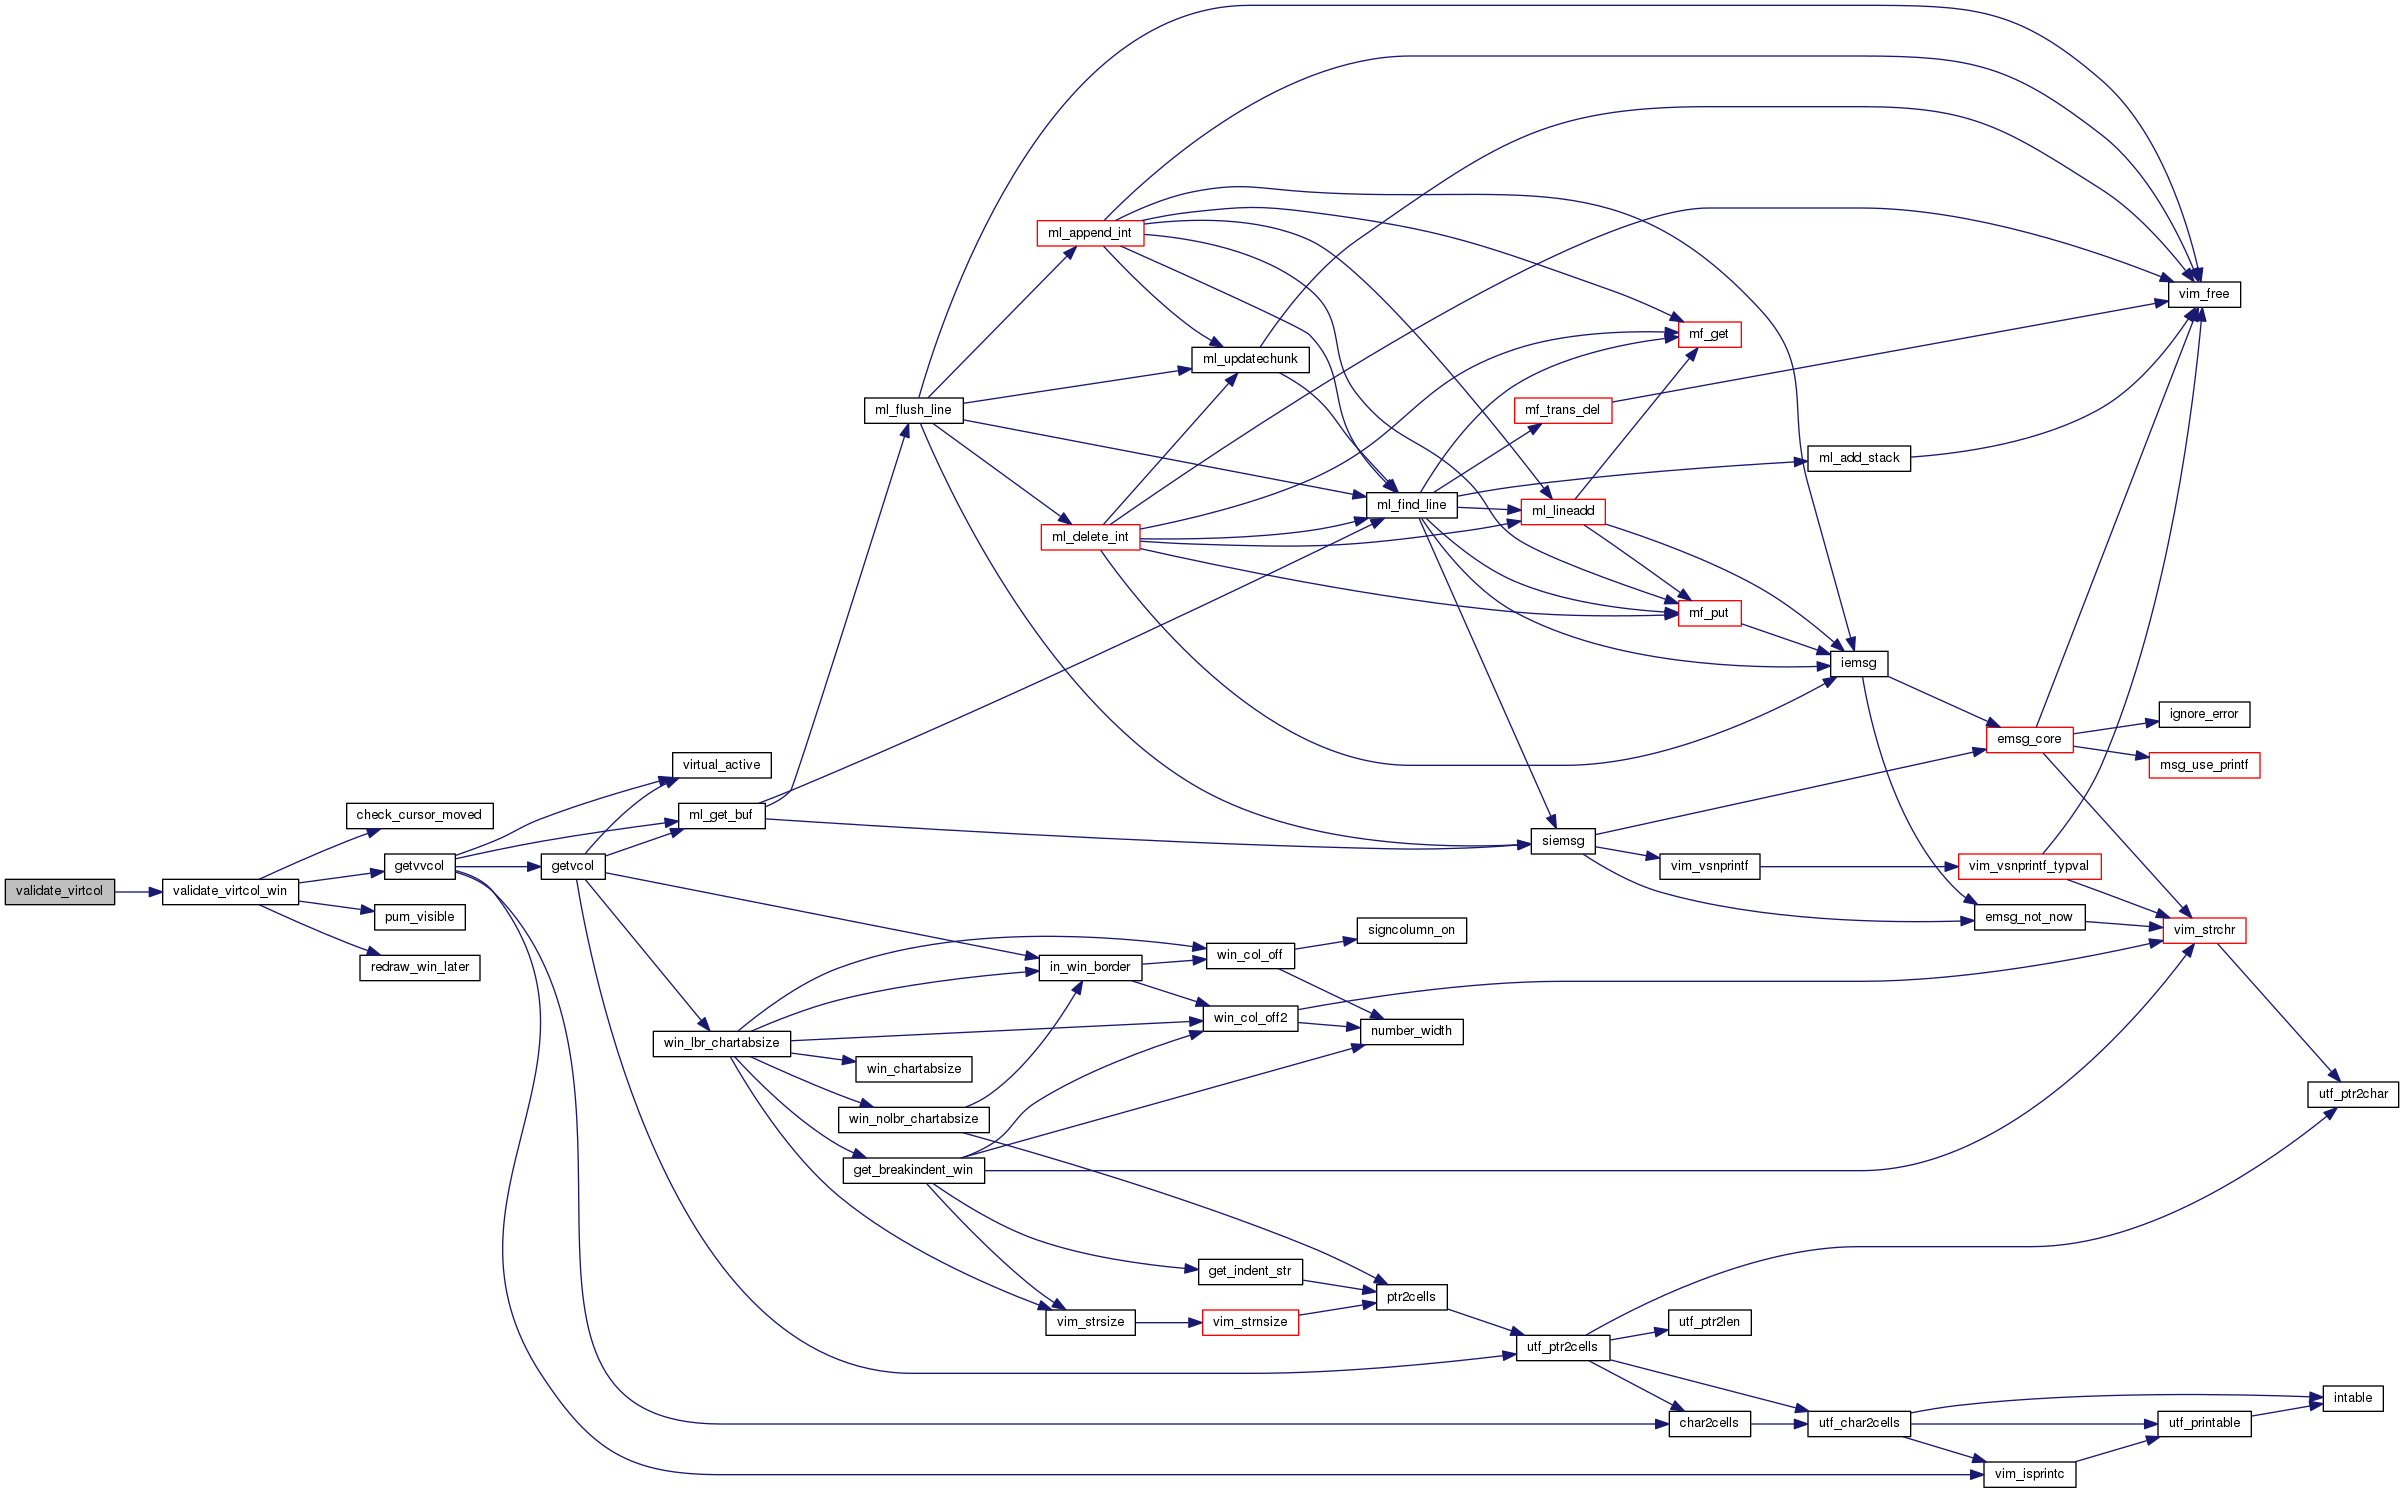 validate_virtcol
validate_virtcol_win
check_cursor_moved
getvvcol
pum_visible
redraw_win_later
getvcol
virtual_active
ml_get_buf
win_lbr_chartabsize
ml_flush_line
win_chartabsize
win_nolbr_chartabsize
get_breakindent_win
ml_append_int
ml_delete_int
in_win_border
vim_strsize
ml_updatechunk
win_col_off
win_col_off2
get_indent_str
vim_strnsize
ml_find_line
signcolumn_on
number_width
ptr2cells
mf_trans_del
ml_lineadd
siemsg
utf_ptr2cells
mf_get
mf_put
vim_vsnprintf
utf_ptr2len
char2cells
ml_add_stack
iemsg
utf_char2cells
emsg_core
vim_vsnprintf_typval
emsg_not_now
vim_isprintc
vim_free
ignore_error
msg_use_printf
vim_strchr
utf_printable
utf_ptr2char
intable